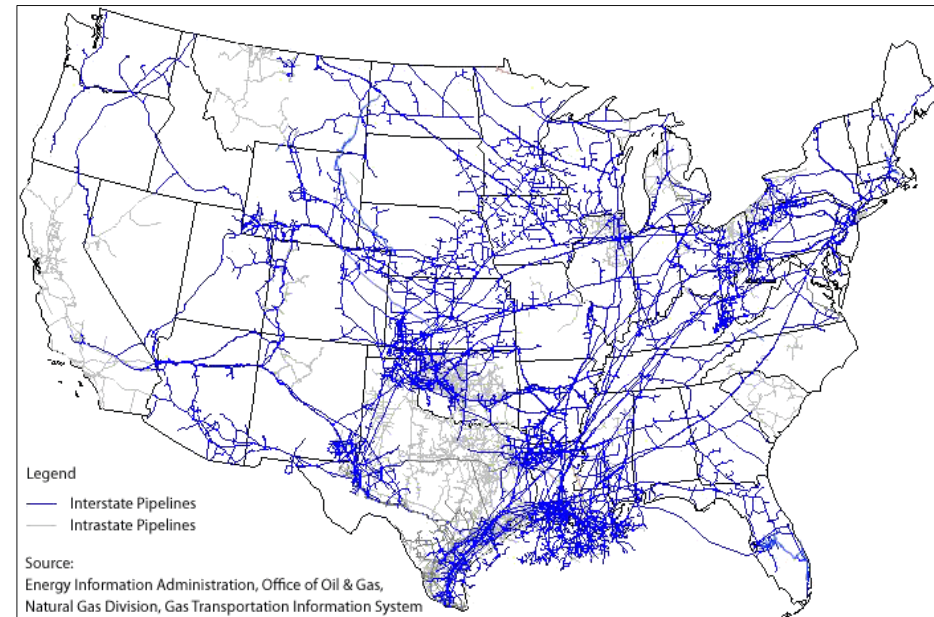 Legend
Interstate Pipelines
Intrastate Pipelines
Source:
Energy Information Administration, Office of Oil & Gas,
Natural Gas Division, Gas Transportation Information System